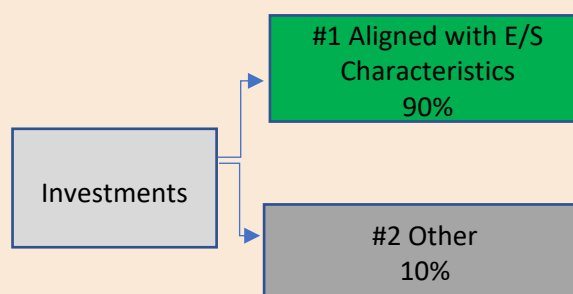 #1 Aligned with E/S
Characteristics
90%
Investments
#2 Other
10%